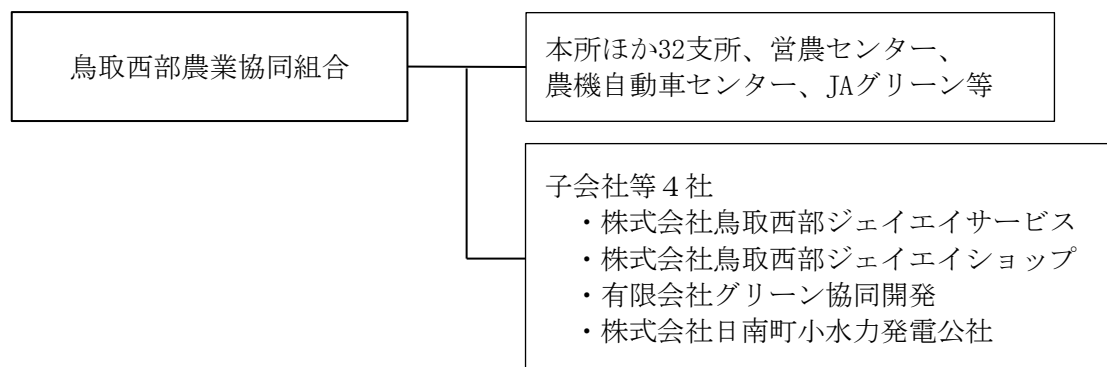 鳥取西部農業協同組合
本所ほか32支所、営農センター、
農機自動車センター、JAグリーン等
子会社等４社
・株式会社鳥取西部ジェイエイサービス
・株式会社鳥取西部ジェイエイショップ
・有限会社グリーン協同開発
・株式会社日南町小水力発電公社